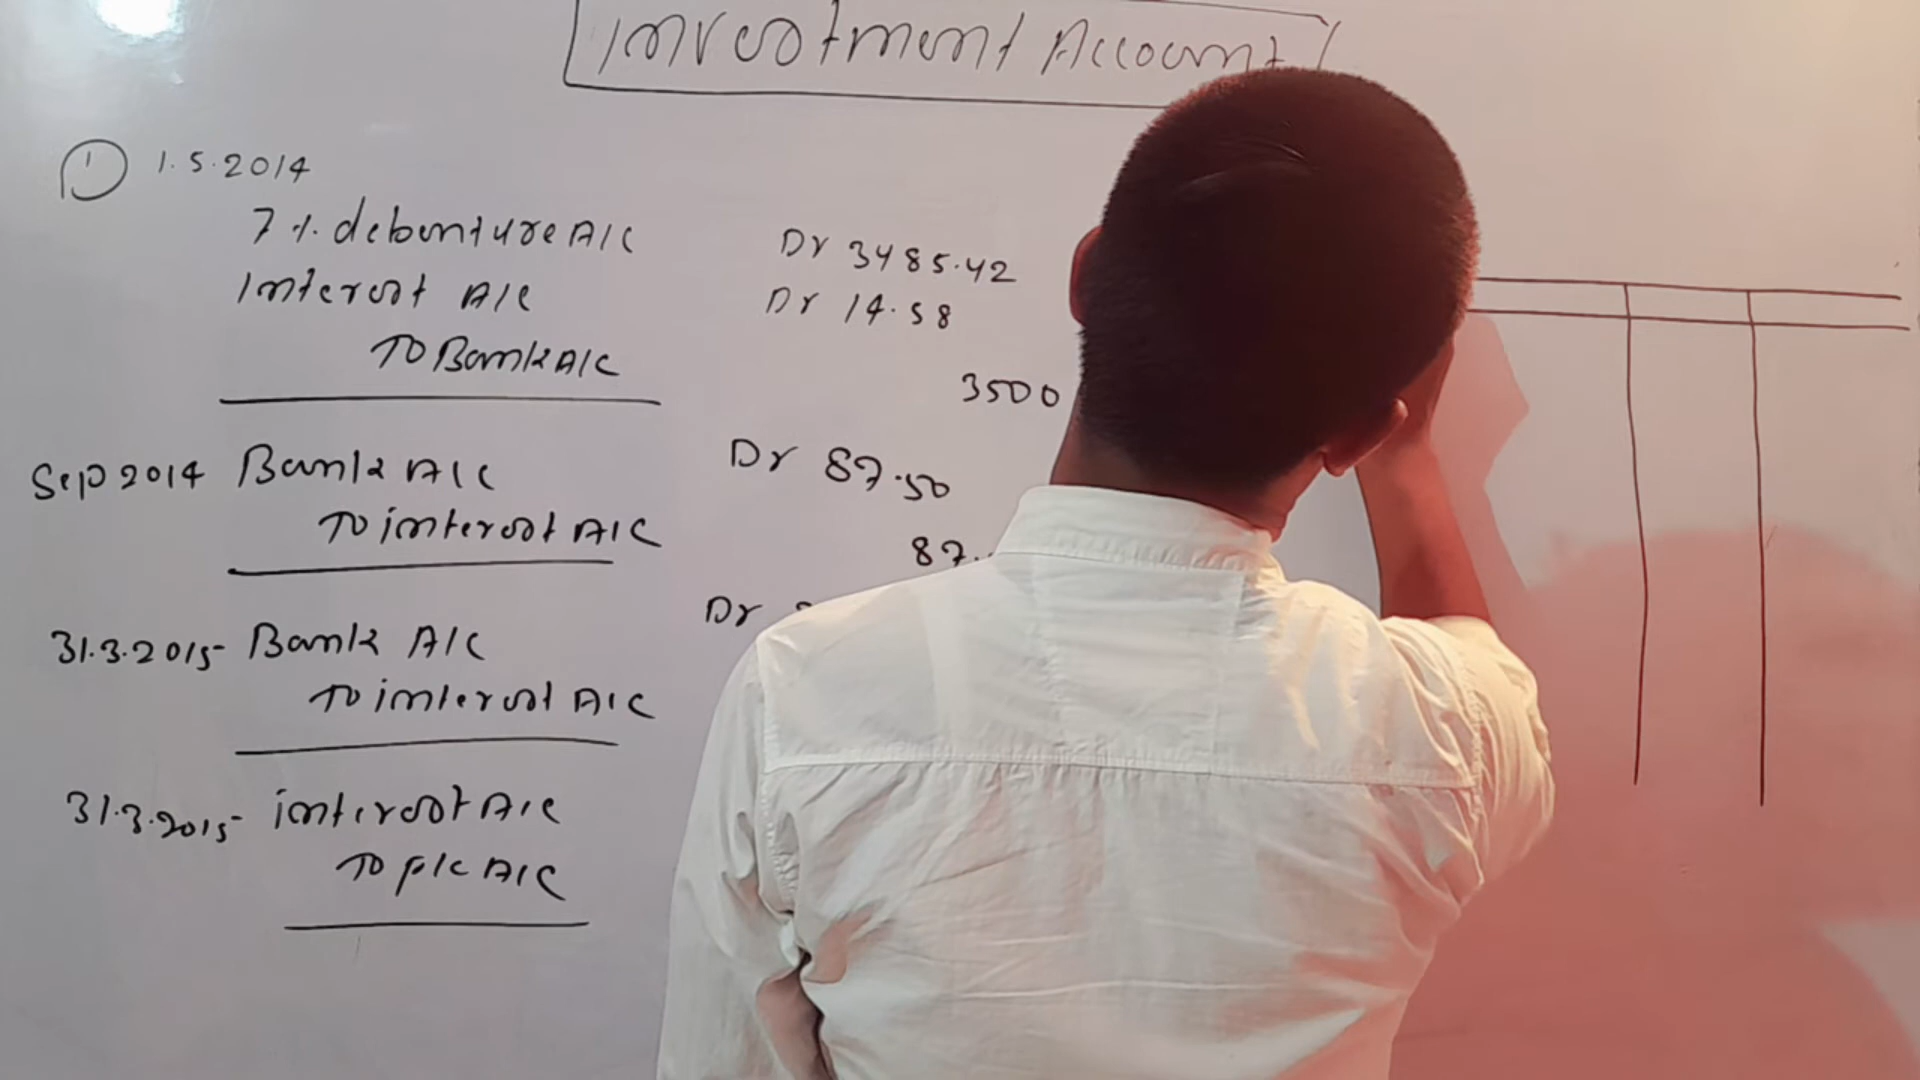 Investment Account
1 1.5.2014
7 % debenture A/C Dr 3485.42
Interest A/C Dr 14.58
To Bank A/C 3500
Sep 2014 Bank A/C Dr 87.50
To interest A/C 87.
31.3.2015 Bank A/C Dr
To interest A/C
31.3.2015 interest A/C
To P/L A/C